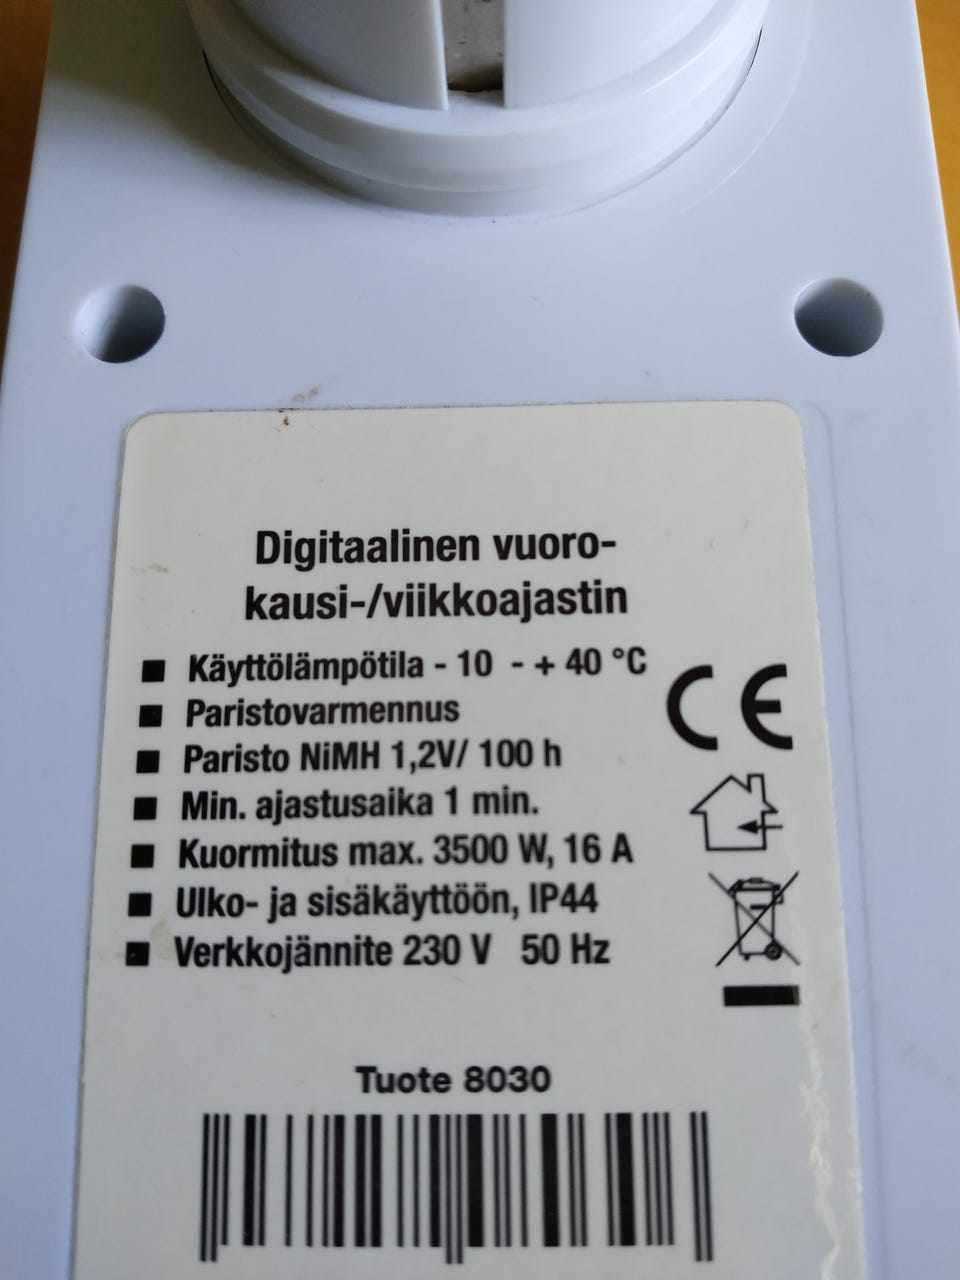 Digitaalinen vuoro-
kausi-/viikkoajastin
■ Käyttölämpötila - 10 - + 40 °C
■ Paristovarmennus
■ Paristo NiMH 1,2V/ 100 h
■ Min. ajastusaika 1 min.
■ Kuormitus max. 3500 W, 16 A
■ Ulko- ja sisäkäyttöön, IP44
■ Verkkojännite 230 V 50 Hz
CE
Tuote 8030